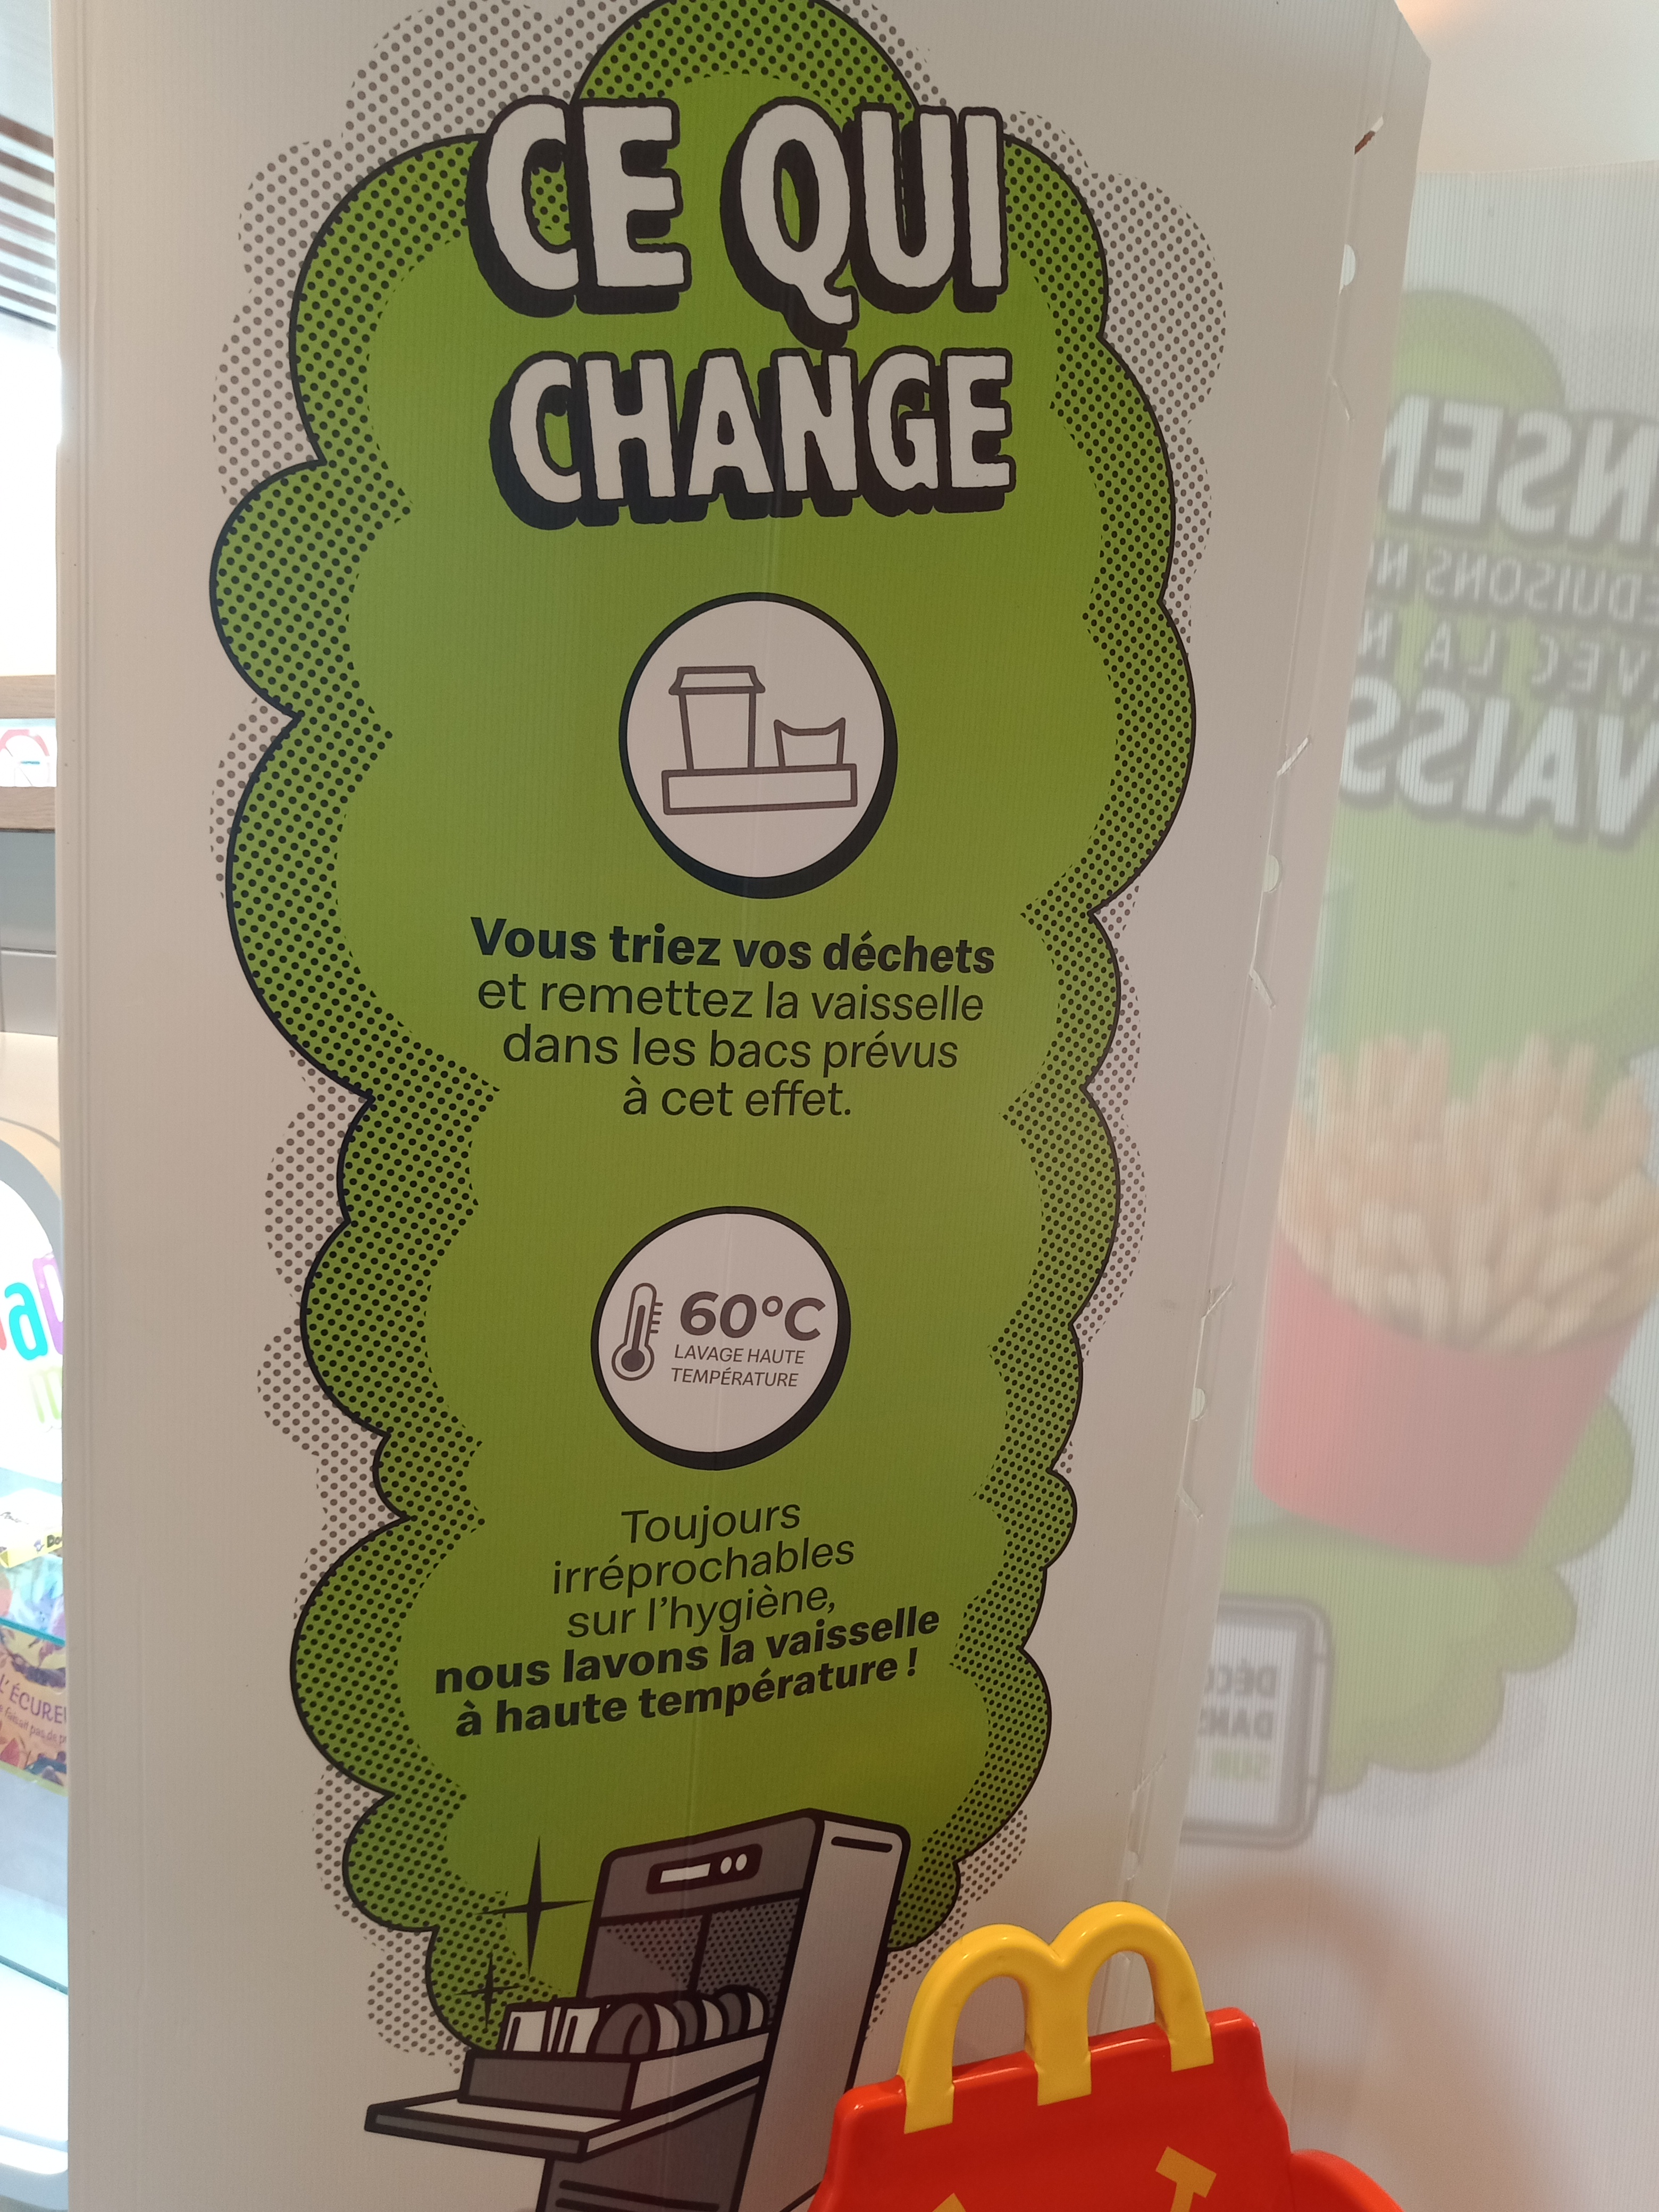 CE QUI
CHANGE
Vous triez vos déchets
et remettez la vaisselle
dans les bacs prévus
à cet effet.
60°C
LAVAGE HAUTE
TEMPÉRATURE
Toujours
irréprochables
sur l'hygiène,
nous lavons la vaisselle
à haute température !
L'ÉCUREU